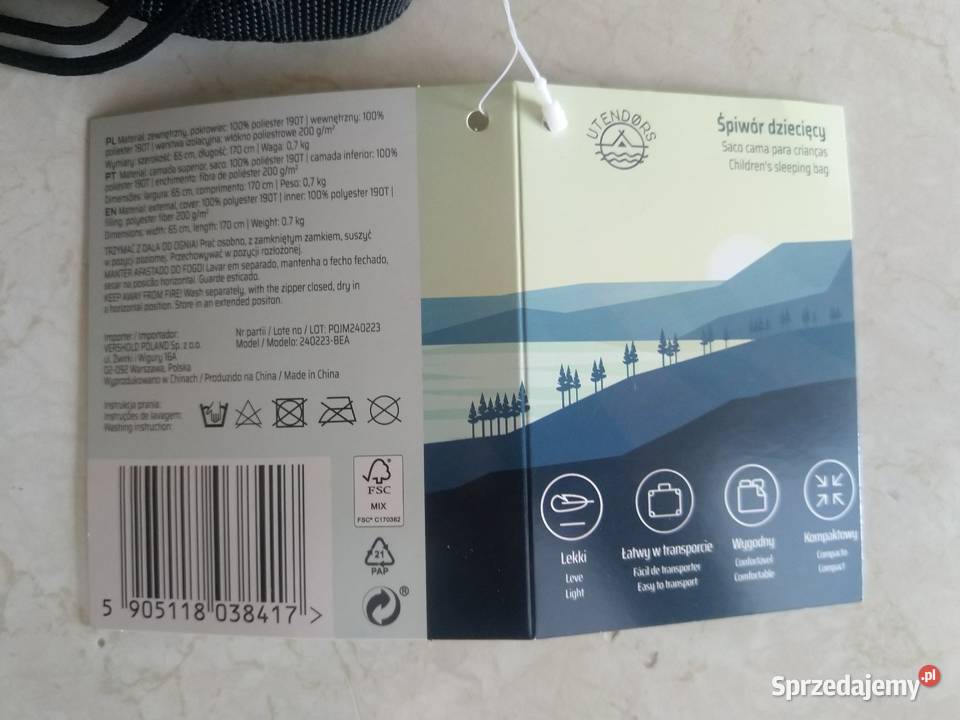 PL Materiał: zewnętrzny, pokrowiec: 100% poliester 190T | wewnętrzny: 100%
poliester 190T | warstwa izolacyjna: włókno poliestrowe 200 g/m²
Wymiary: szerokość: 65 cm, długość: 170 cm | Waga: 0,7 kg
PT Material: camada superior, saco: 100% poliéster 190T | camada inferior: 100%
poliéster 190T | enchimento: fibra de poliéster 200 g/m²
Dimensões: largura: 65 cm, comprimento: 170 cm | Peso: 0,7 kg
EN Material: external, cover: 100% polyester 190T | inner: 100% polyester 190T |
filling: polyester fiber 200 g/m²
Dimensions: width: 65 cm, length: 170 cm | Weight: 0.7 kg
TRZYMAĆ Z DALA OD OGNIA! Prać osobno, z zamkniętym zamkiem, suszyć
w pozycji poziomej. Przechowywać w pozycji rozłożonej.
MANTER AFASTADO DO FOGO! Lavar em separado, mantenha o fecho fechado,
secar na posição horizontal. Guarde esticado.
KEEP AWAY FROM FIRE! Wash separately, with the zipper closed, dry in
a horizontal position. Store in an extended positon.
Importer / Importador:
VERSHOLD POLAND Sp. z o.o.
ul. Żwirki i Wigury 16A
02-092 Warszawa, Polska
Wyprodukowano w Chinach / Produzido na China / Made in China
Nr partii / Lote no / LOT: POJM240223
Model / Modelo: 240223-BEA
Instrukcja prania:
Instruções de lavagem:
Washing instruction:
5 905118 038417 >
FSC
MIX
FSC® C170362
21
PAP
®
UTENDØRS
Śpiwór dziecięcy
Saco cama para crianças
Children's sleeping bag
Lekki
Leve
Light
Łatwy w transporcie
Fácil de transporter
Easy to transport
Wygodny
Confortável
Comfortable
Kompaktowy
Compacto
Compact
Sprzedajemy.pl